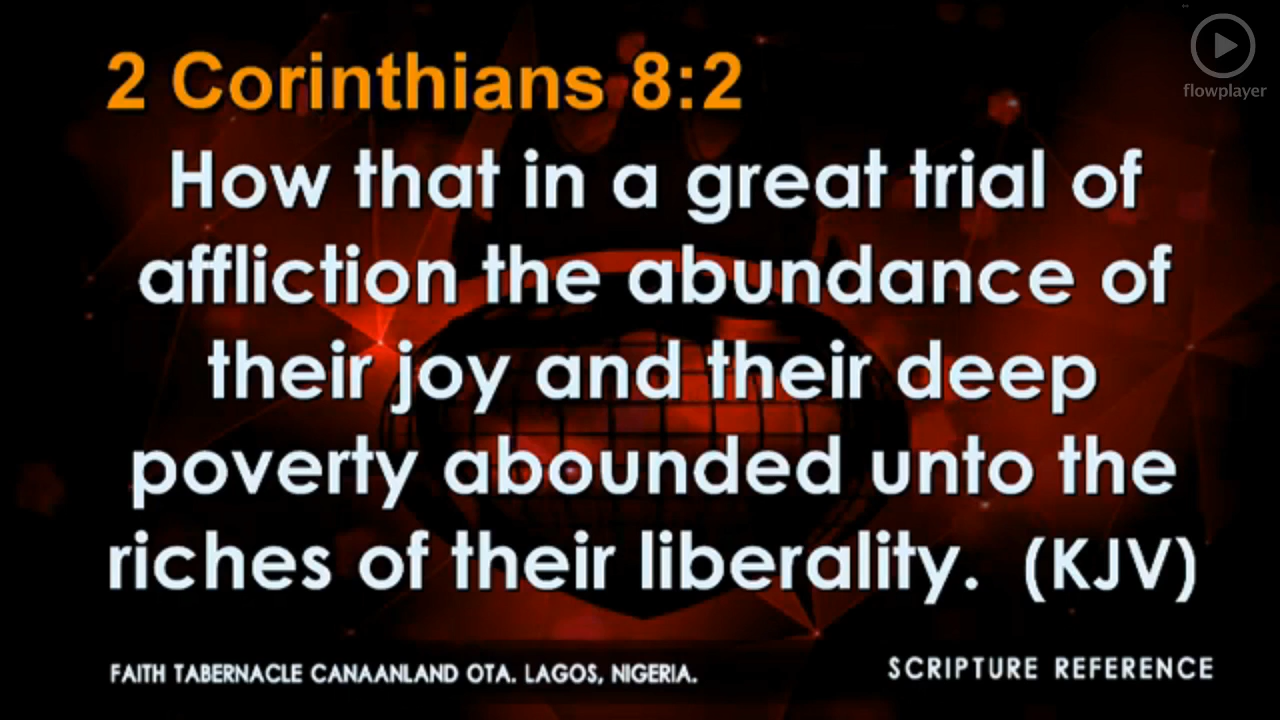 2 Corinthians 8:2
How that in a great trial of
affliction the abundance of
their joy and their deep
poverty abounded unto the
riches of their liberality. (KJV)
FAITH TABERNACLE CANAANLAND OTA. LAGOS, NIGERIA.
SCRIPTURE REFERENCE
flowplayer